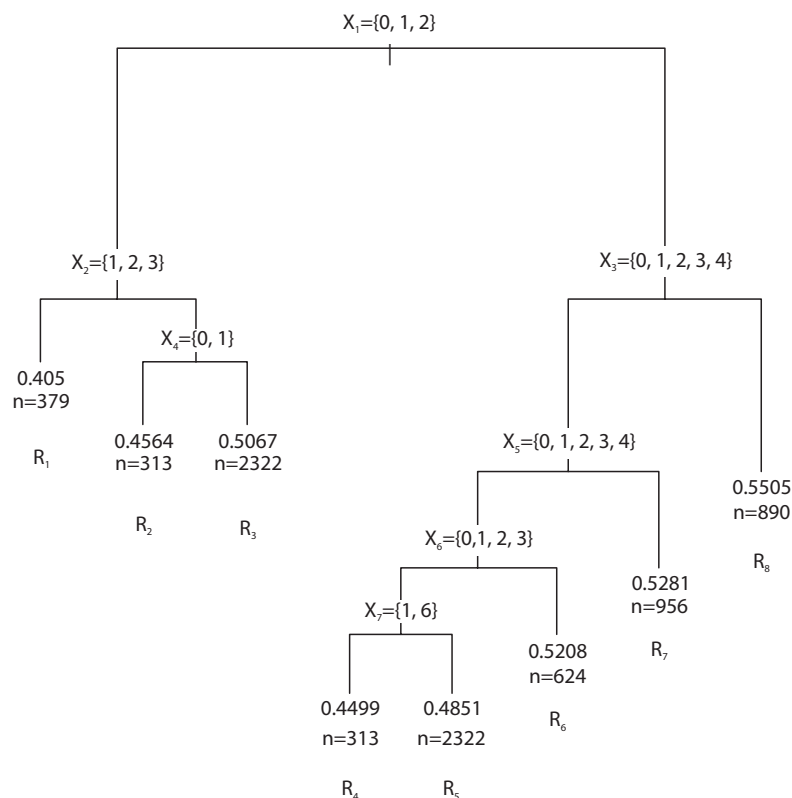 X₁={0, 1, 2}
X₂={1, 2, 3}
X₃={0, 1, 2, 3, 4}
X₄={0, 1}
0.405
n=379
R₁
0.4564
n=313
R₂
0.5067
n=2322
R₃
X₅={0, 1, 2, 3, 4}
0.5505
n=890
R₈
X₆={0,1, 2, 3}
0.5281
n=956
R₇
X₇={1, 6}
0.5208
n=624
R₆
0.4499
n=313
R₄
0.4851
n=2322
R₅